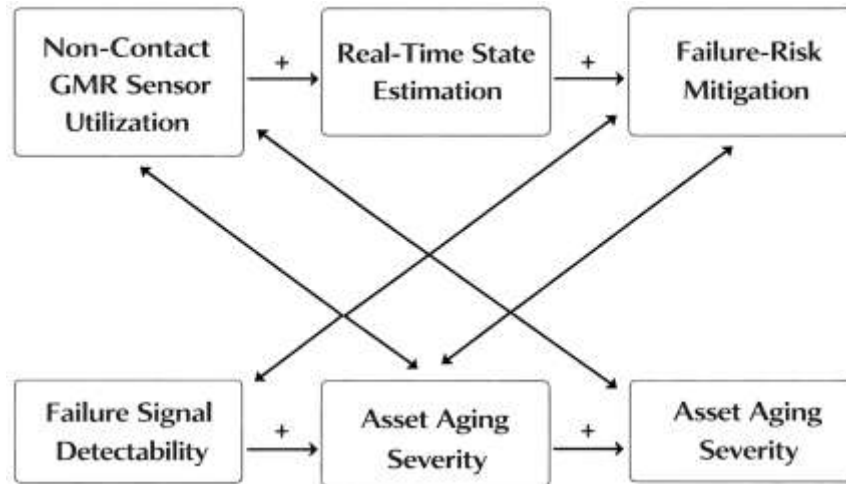 Non-Contact
GMR Sensor
Utilization
+
Real-Time State
Estimation
+
Failure-Risk
Mitigation
Failure Signal
Detectability
+
Asset Aging
Severity
+
Asset Aging
Severity